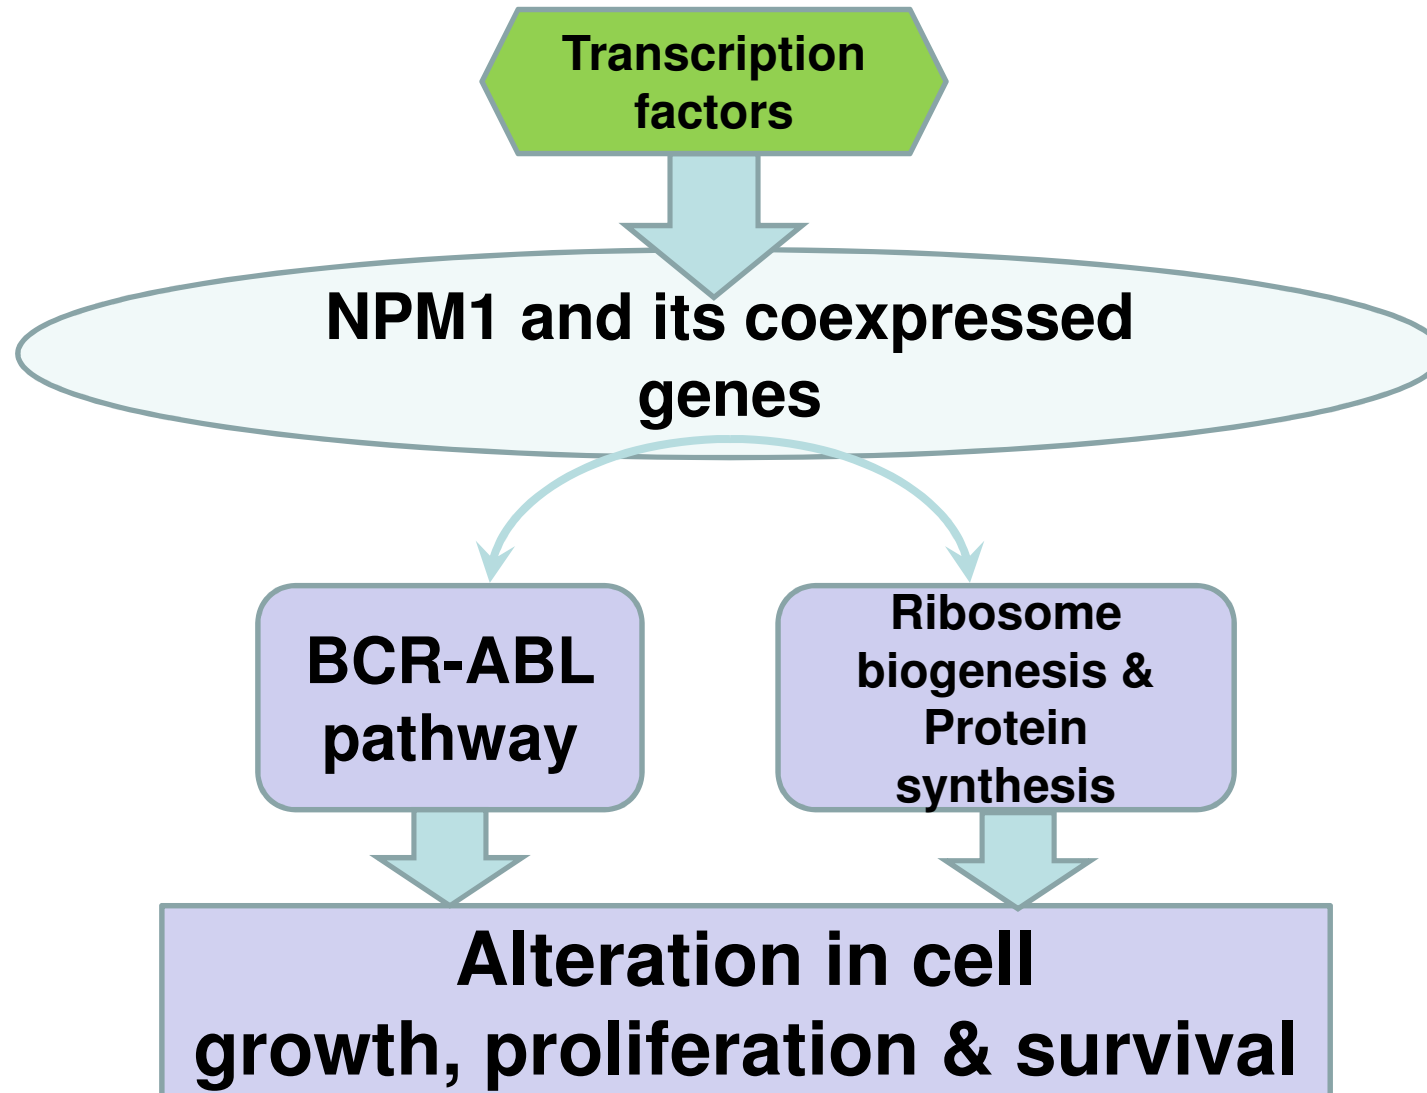 Transcription
factors
NPM1 and its coexpressed
genes
BCR-ABL
pathway
Ribosome
biogenesis &
Protein
synthesis
Alteration in cell
growth, proliferation & survival